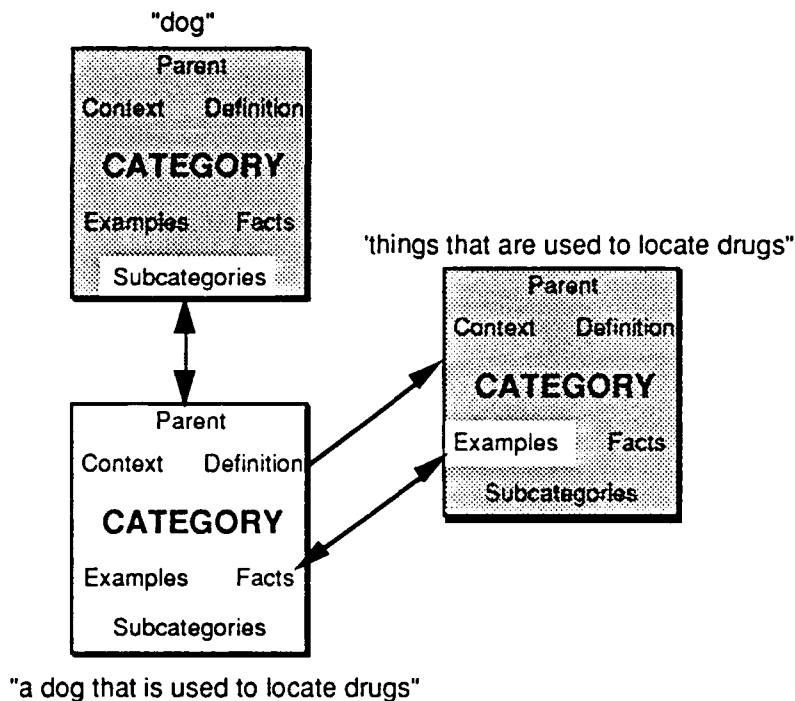 "dog"
Parent
Context Definition
CATEGORY
Examples Facts
Subcategories
'things that are used to locate drugs"
Parent
Context Definition
CATEGORY
Examples Facts
Subcategories
Parent
Context Definition
CATEGORY
Examples Facts
Subcategories
"a dog that is used to locate drugs"